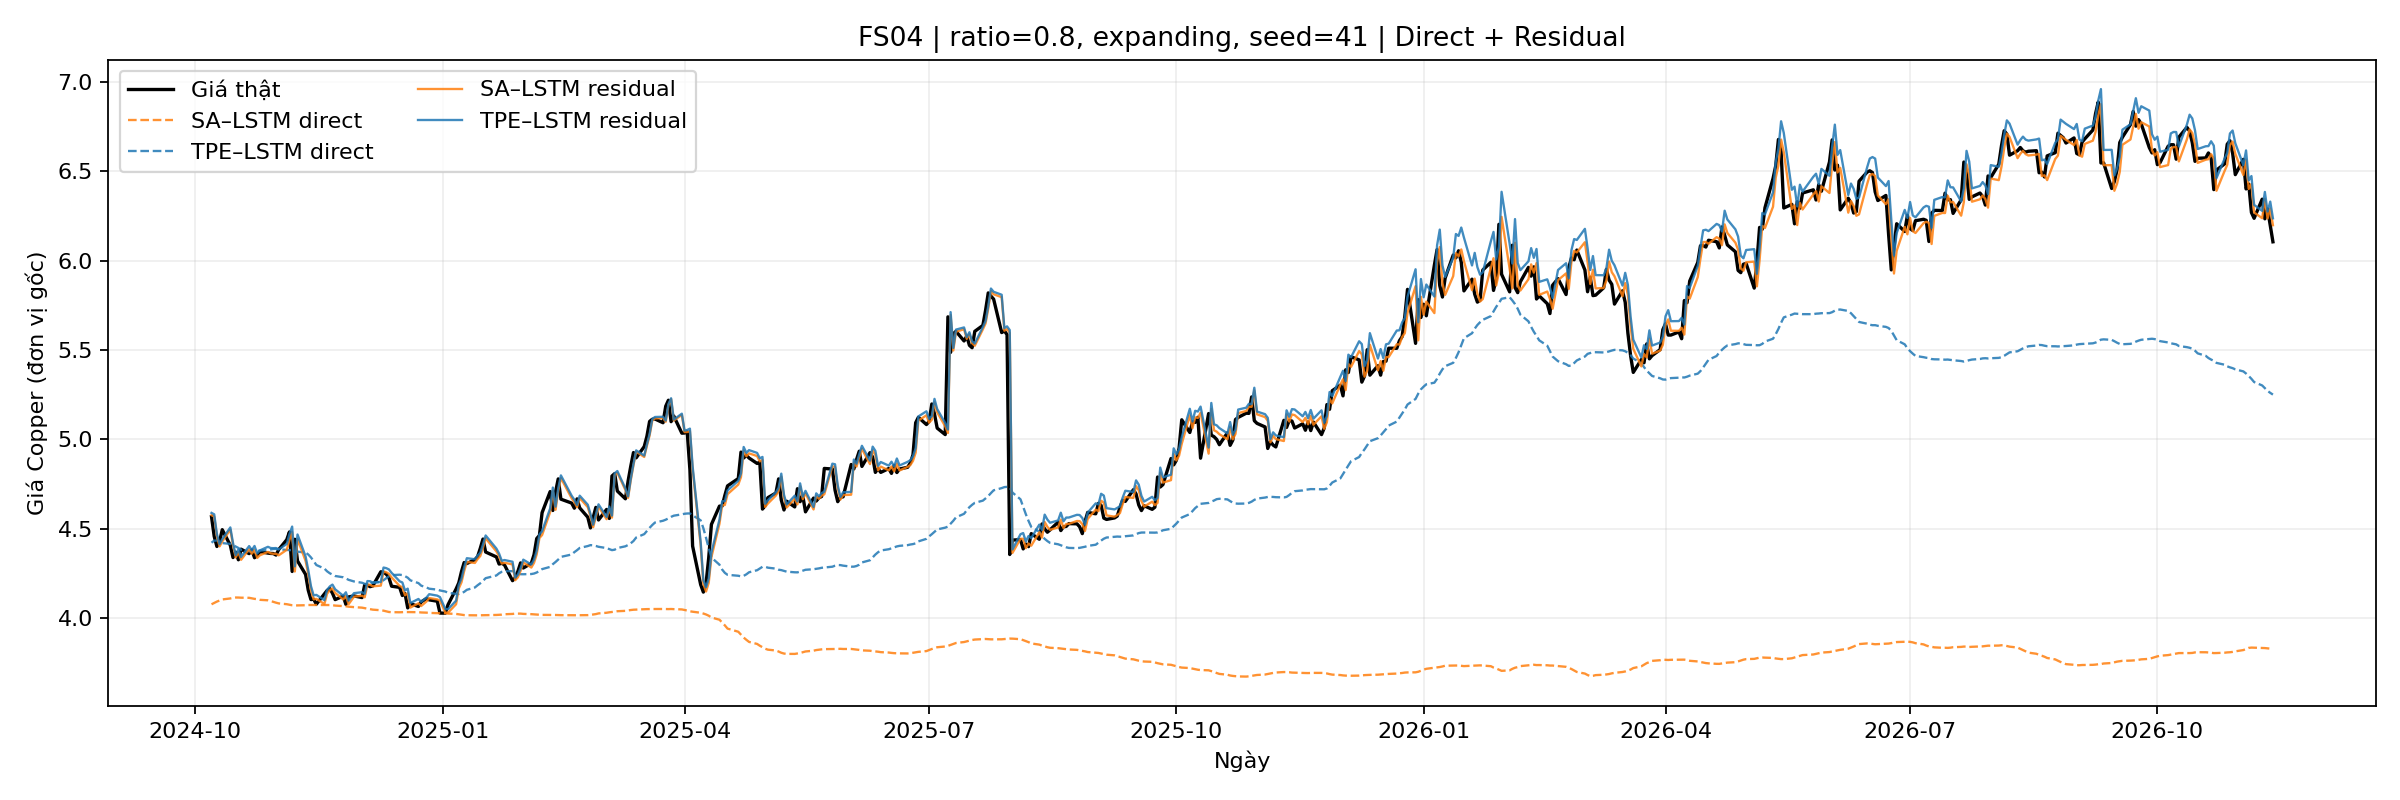 FS04 | ratio=0.8, expanding, seed=41 | Direct + Residual
Giá thật
SA–LSTM direct
TPE–LSTM direct
SA–LSTM residual
TPE–LSTM residual
Giá Copper (đơn vị gốc)
7.0
6.5
6.0
5.5
5.0
4.5
4.0
2024-10
2025-01
2025-04
2025-07
2025-10
2026-01
2026-04
2026-07
2026-10
Ngày